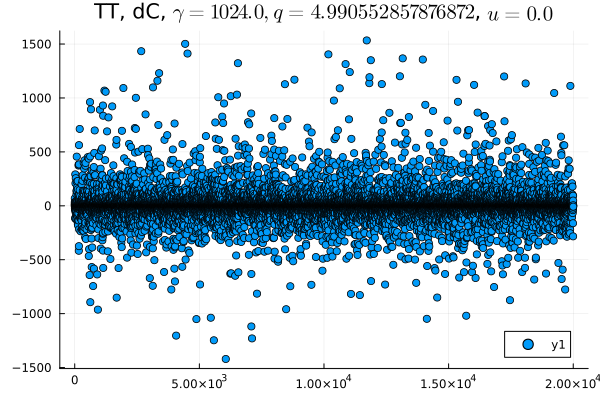 TT, dC, γ = 1024.0, q = 4.990552857876872, u = 0.0
1500
1000
500
0
−500
−1000
−1500
0 5.00×10³ 1.00×10⁴ 1.50×10⁴ 2.00×10⁴
y1